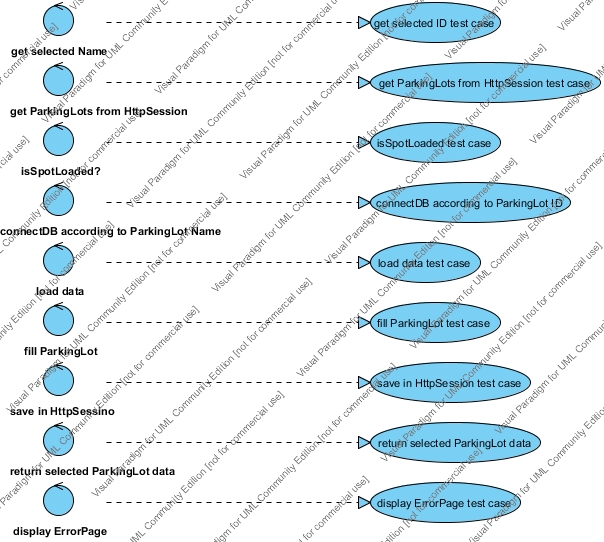 get selected ID test case
get selected Name
get ParkingLots from HttpSession test case
get ParkingLots from HttpSession
isSpotLoaded test case
isSpotLoaded?
connectDB according to ParkingLot ID
connectDB according to ParkingLot Name
load data test case
load data
fill ParkingLot test case
fill ParkingLot
save in HttpSession test case
save in HttpSessino
return selected ParkingLot data
return selected ParkingLot data
display ErrorPage test case
display ErrorPage
Visual Paradigm for UML Community Edition [not for commercial use]